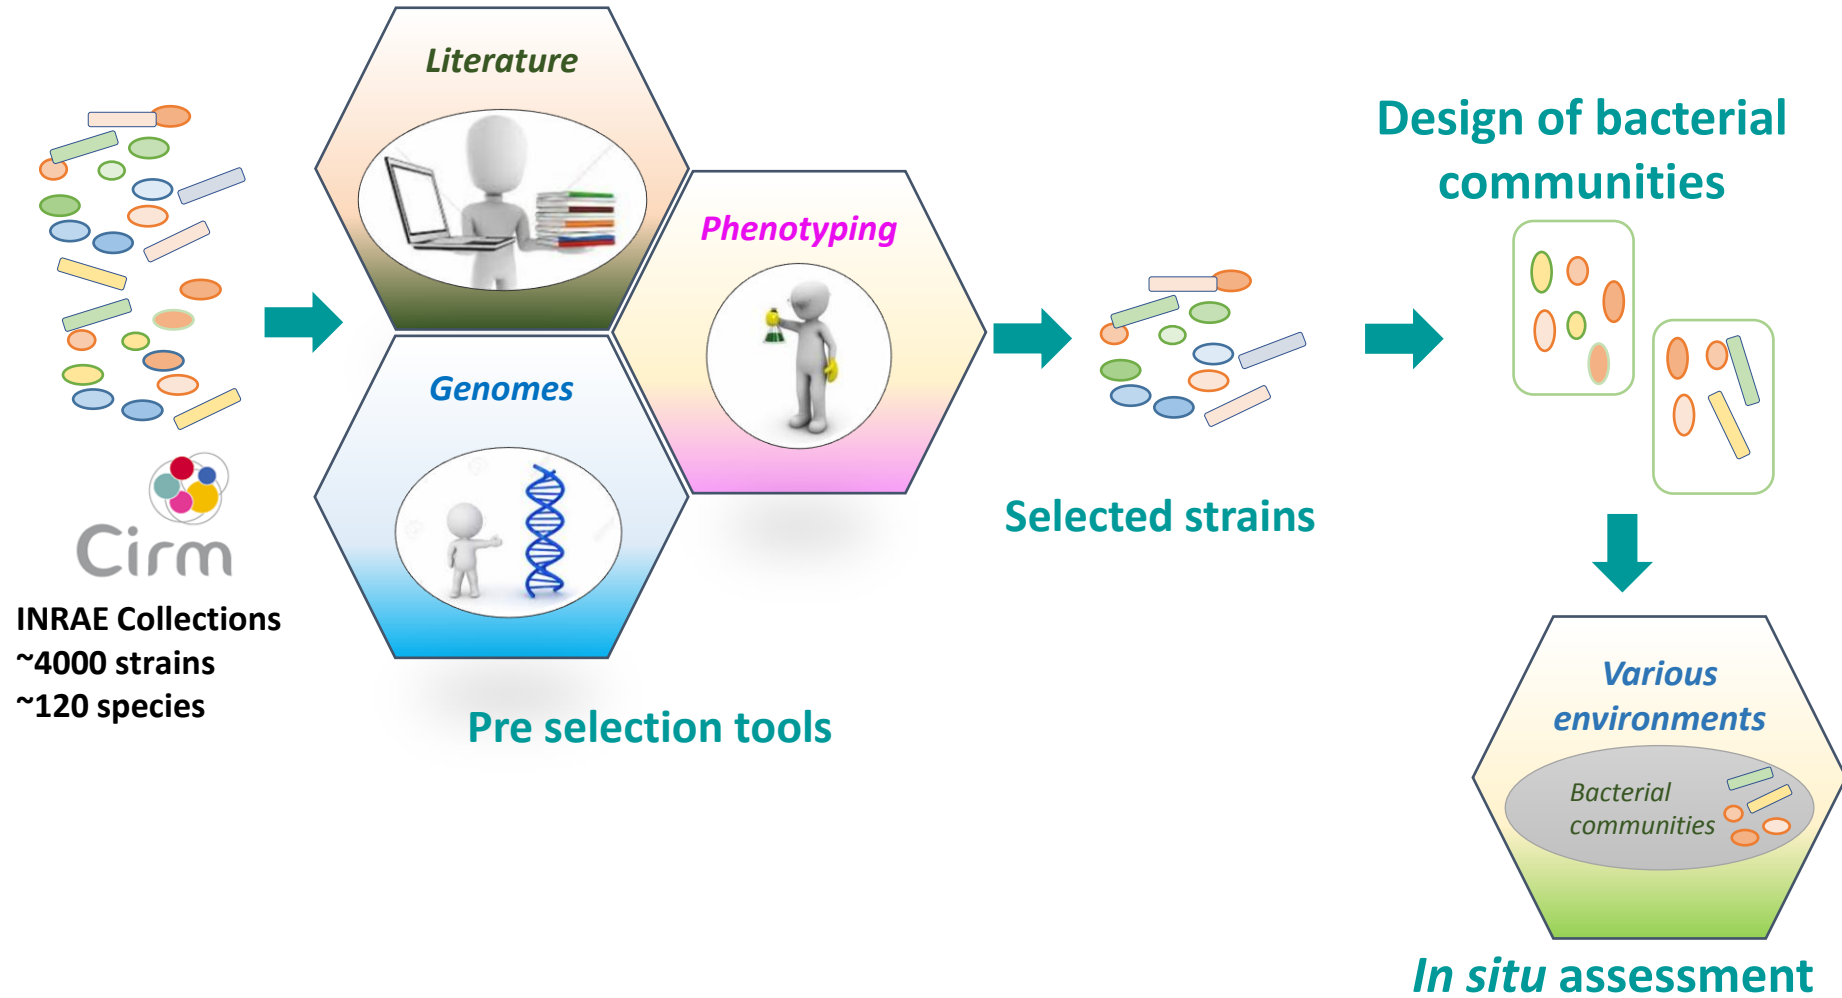 Literature
Phenotyping
Genomes
Cirm
INRAE Collections
~4000 strains
~120 species
Pre selection tools
Selected strains
Design of bacterial
communities
Various
environments
Bacterial
communities
In situ assessment